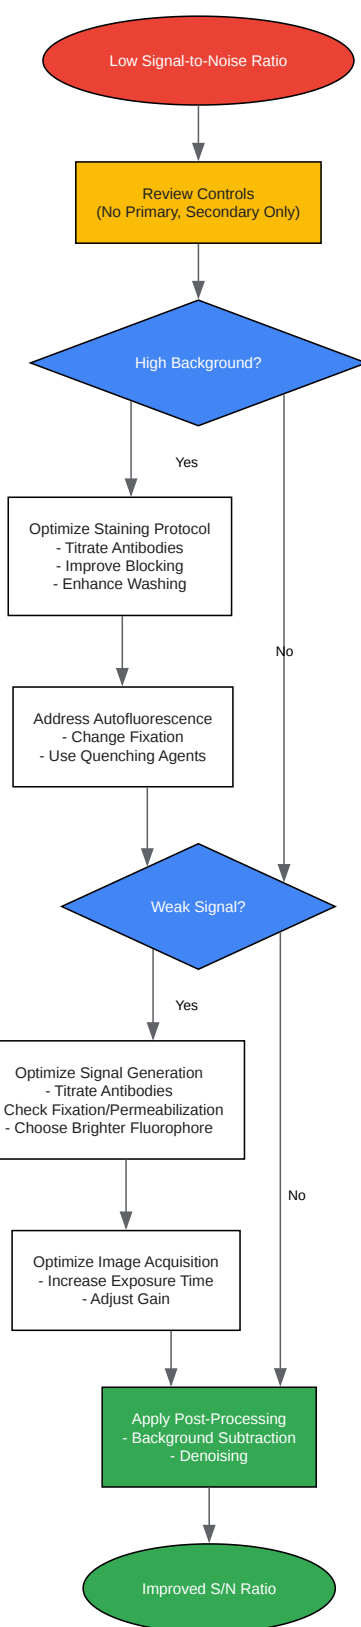 Low Signal-to-Noise Ratio
Review Controls
(No Primary, Secondary Only)
High Background?
Yes
Optimize Staining Protocol
- Titrate Antibodies
- Improve Blocking
- Enhance Washing
No
Address Autofluorescence
- Change Fixation
- Use Quenching Agents
Weak Signal?
Yes
Optimize Signal Generation
- Titrate Antibodies
Check Fixation/Permeabilization
- Choose Brighter Fluorophore
No
Optimize Image Acquisition
- Increase Exposure Time
- Adjust Gain
Apply Post-Processing
- Background Subtraction
- Denoising
Improved S/N Ratio